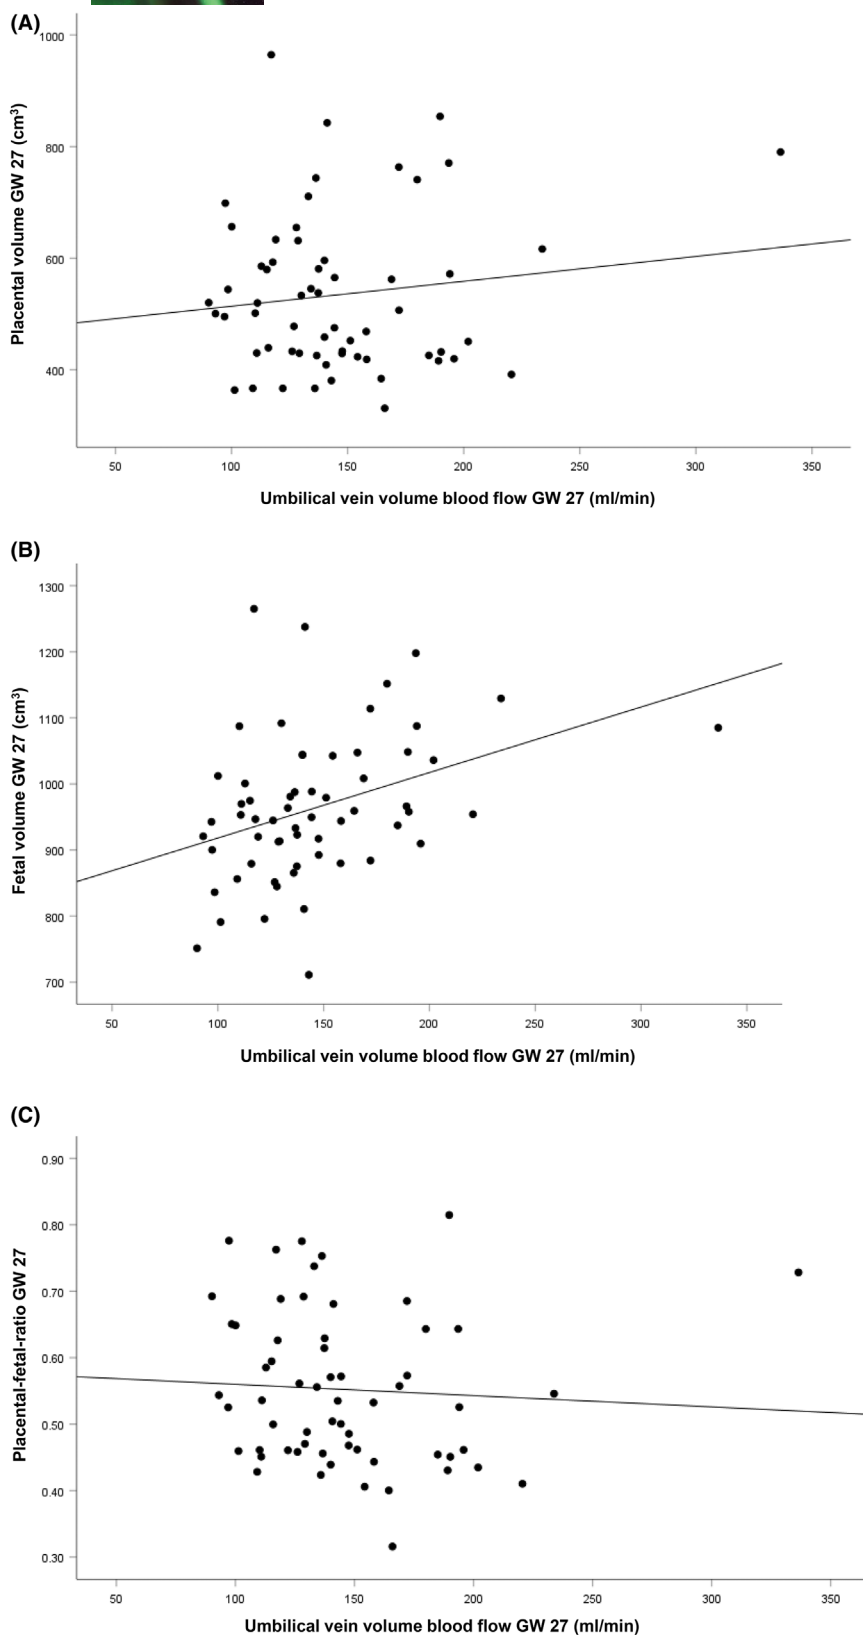 (A)
1000
800
600
400
Placental volume GW 27 (cm³)
50 100 150 200 250 300 350
Umbilical vein volume blood flow GW 27 (ml/min)
(B)
1300
1200
1100
1000
900
800
700
Fetal volume GW 27 (cm³)
50 100 150 200 250 300 350
Umbilical vein volume blood flow GW 27 (ml/min)
(C)
0.90
0.80
0.70
0.60
0.50
0.40
0.30
Placental-fetal-ratio GW 27
50 100 150 200 250 300 350
Umbilical vein volume blood flow GW 27 (ml/min)